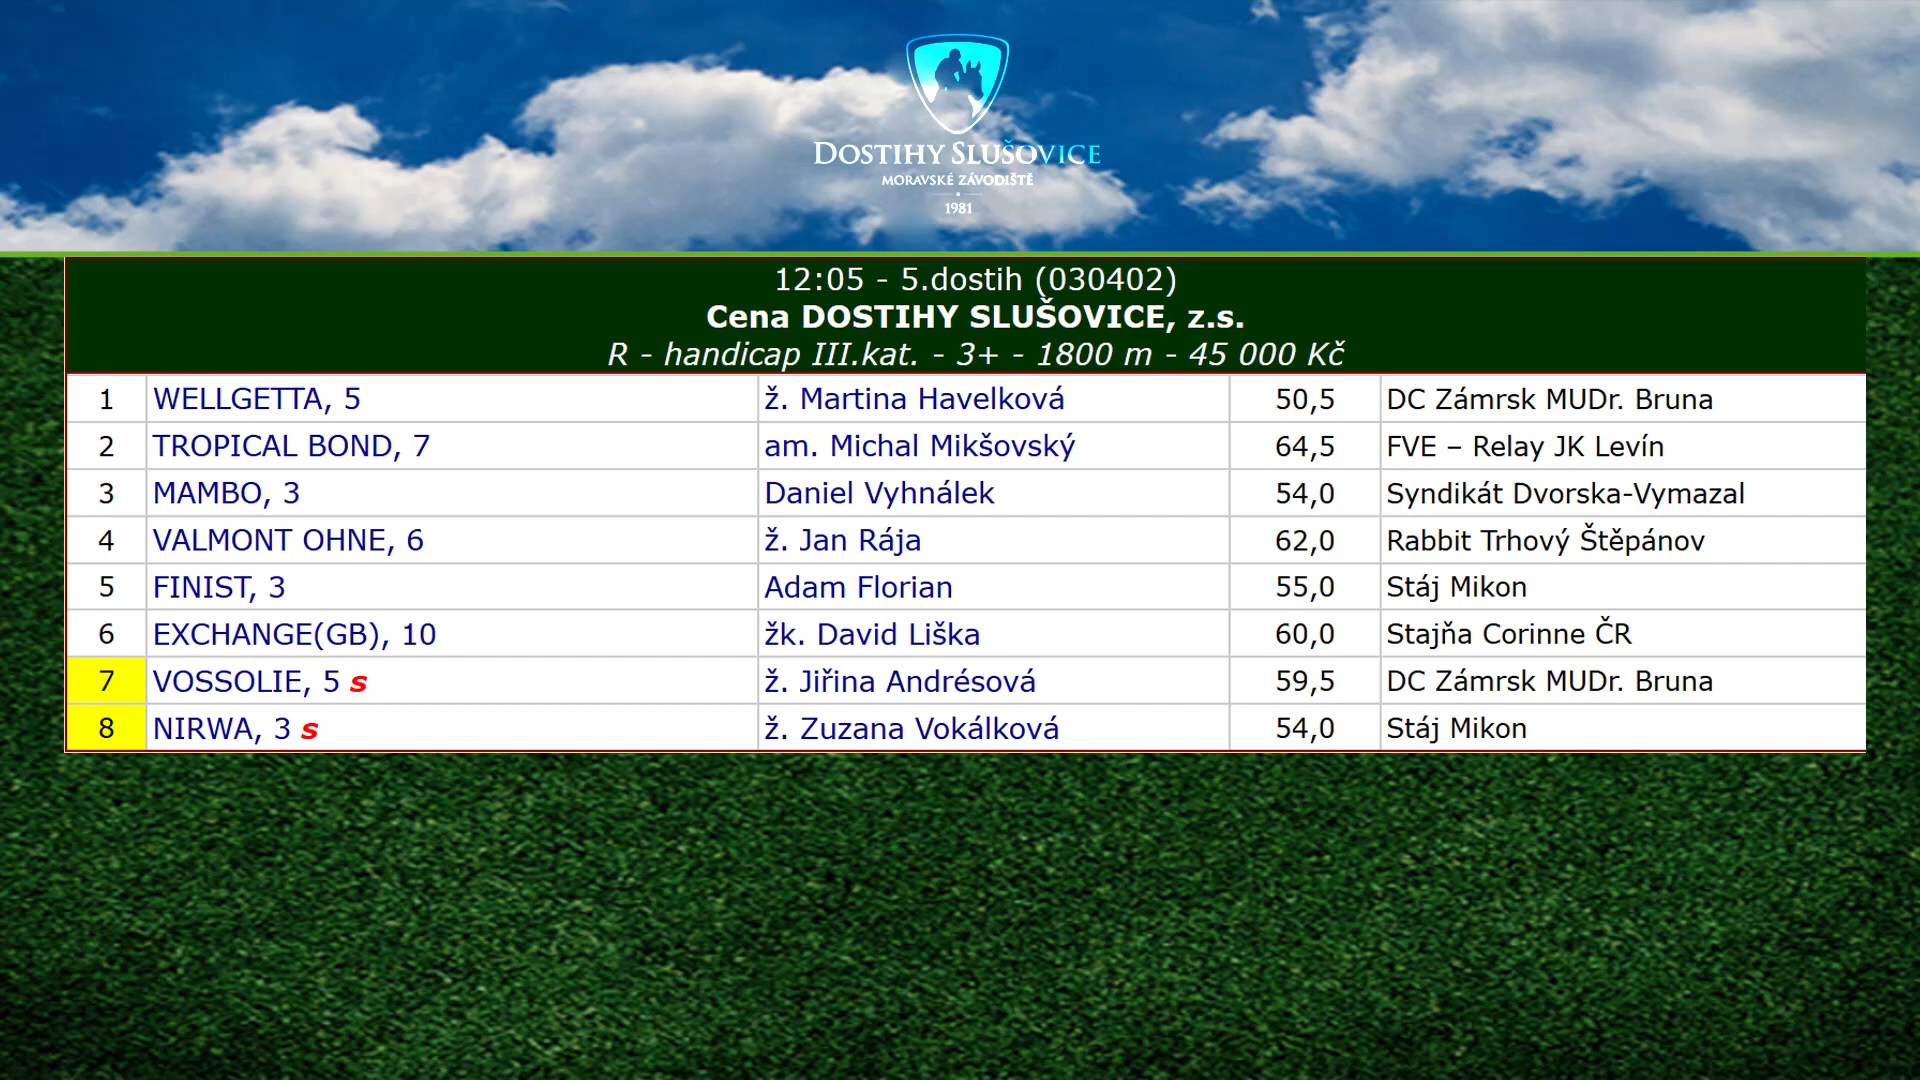 DOSTIHY SLUŠOVICE
MORAVSKÉ ZÁVODIŠTĚ
1981
12:05 - 5.dostih (030402)
Cena DOSTIHY SLUŠOVICE, z.s.
R - handicap III.kat. - 3+ - 1800 m - 45 000 Kč
1 WELLGETTA, 5 ž. Martina Havelková 50,5 DC Zámrsk MUDr. Bruna
2 TROPICAL BOND, 7 am. Michal Mikšovský 64,5 FVE – Relay JK Levín
3 MAMBO, 3 Daniel Vyhnálek 54,0 Syndikát Dvorska-Vymazal
4 VALMONT OHNE, 6 ž. Jan Rája 62,0 Rabbit Trhový Štěpánov
5 FINIST, 3 Adam Florian 55,0 Stáj Mikon
6 EXCHANGE(GB), 10 žk. David Liška 60,0 Stajňa Corinne ČR
7 VOSSOLIE, 5 s ž. Jiřina Andrésová 59,5 DC Zámrsk MUDr. Bruna
8 NIRWA, 3 s ž. Zuzana Vokálková 54,0 Stáj Mikon